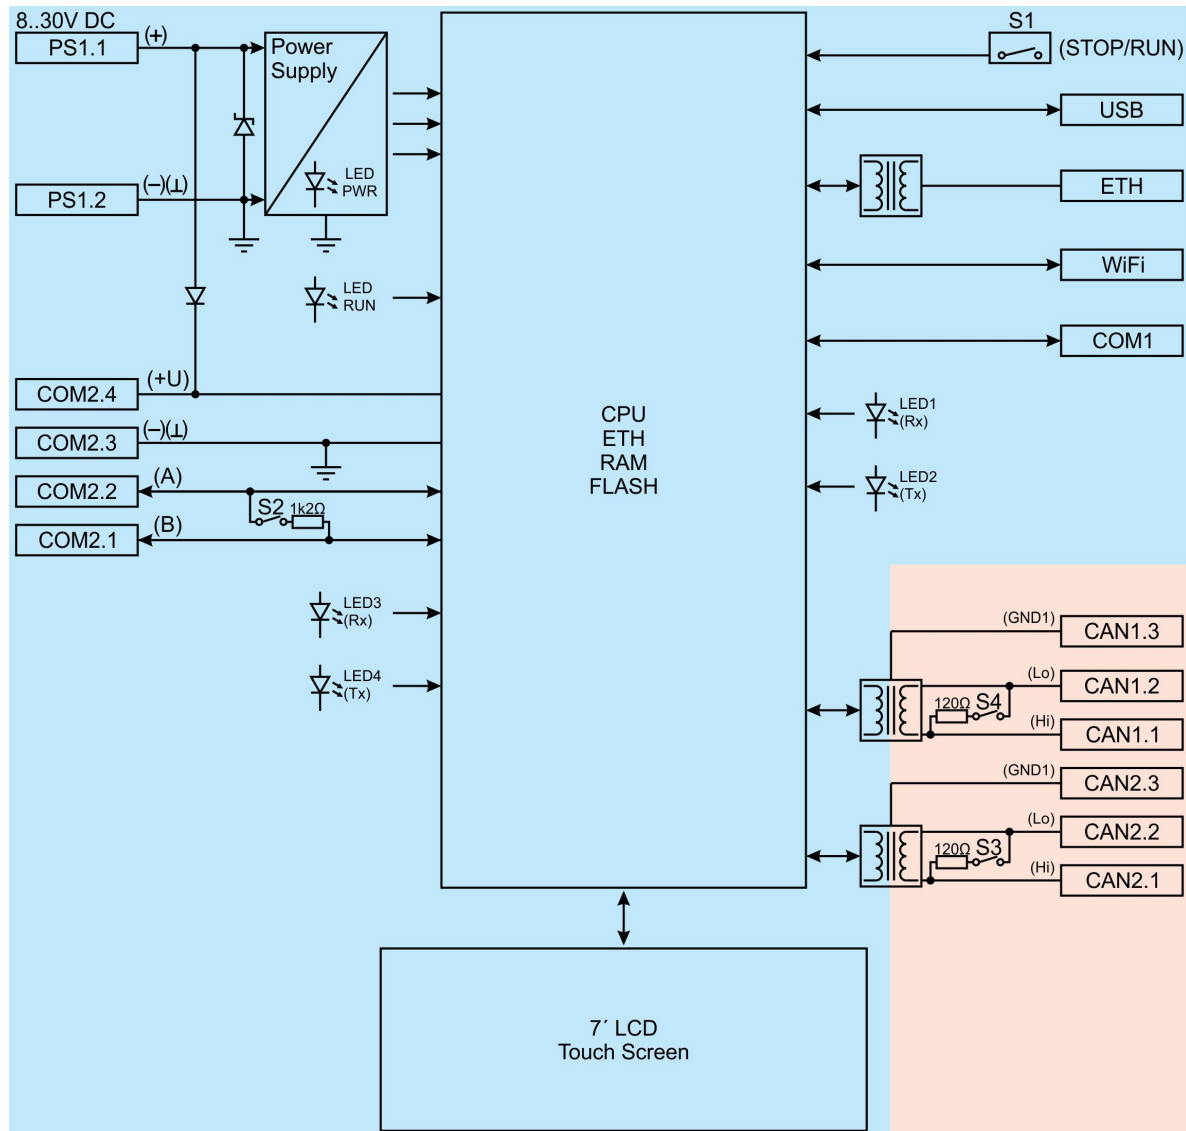 8..30V DC
PS1.1
(+)
Power
Supply
LED
PWR
PS1.2
(–)(⊥)
LED
RUN
COM2.4
(+U)
COM2.3
(–)(⊥)
COM2.2
(A)
S2
1k2Ω
COM2.1
(B)
LED3
(Rx)
LED4
(Tx)
CPU
ETH
RAM
FLASH
S1
(STOP/RUN)
USB
ETH
WiFi
COM1
LED1
(Rx)
LED2
(Tx)
(GND1)
CAN1.3
(Lo)
CAN1.2
120Ω
S4
(Hi)
CAN1.1
(GND1)
CAN2.3
(Lo)
CAN2.2
120Ω
S3
(Hi)
CAN2.1
7´ LCD
Touch Screen